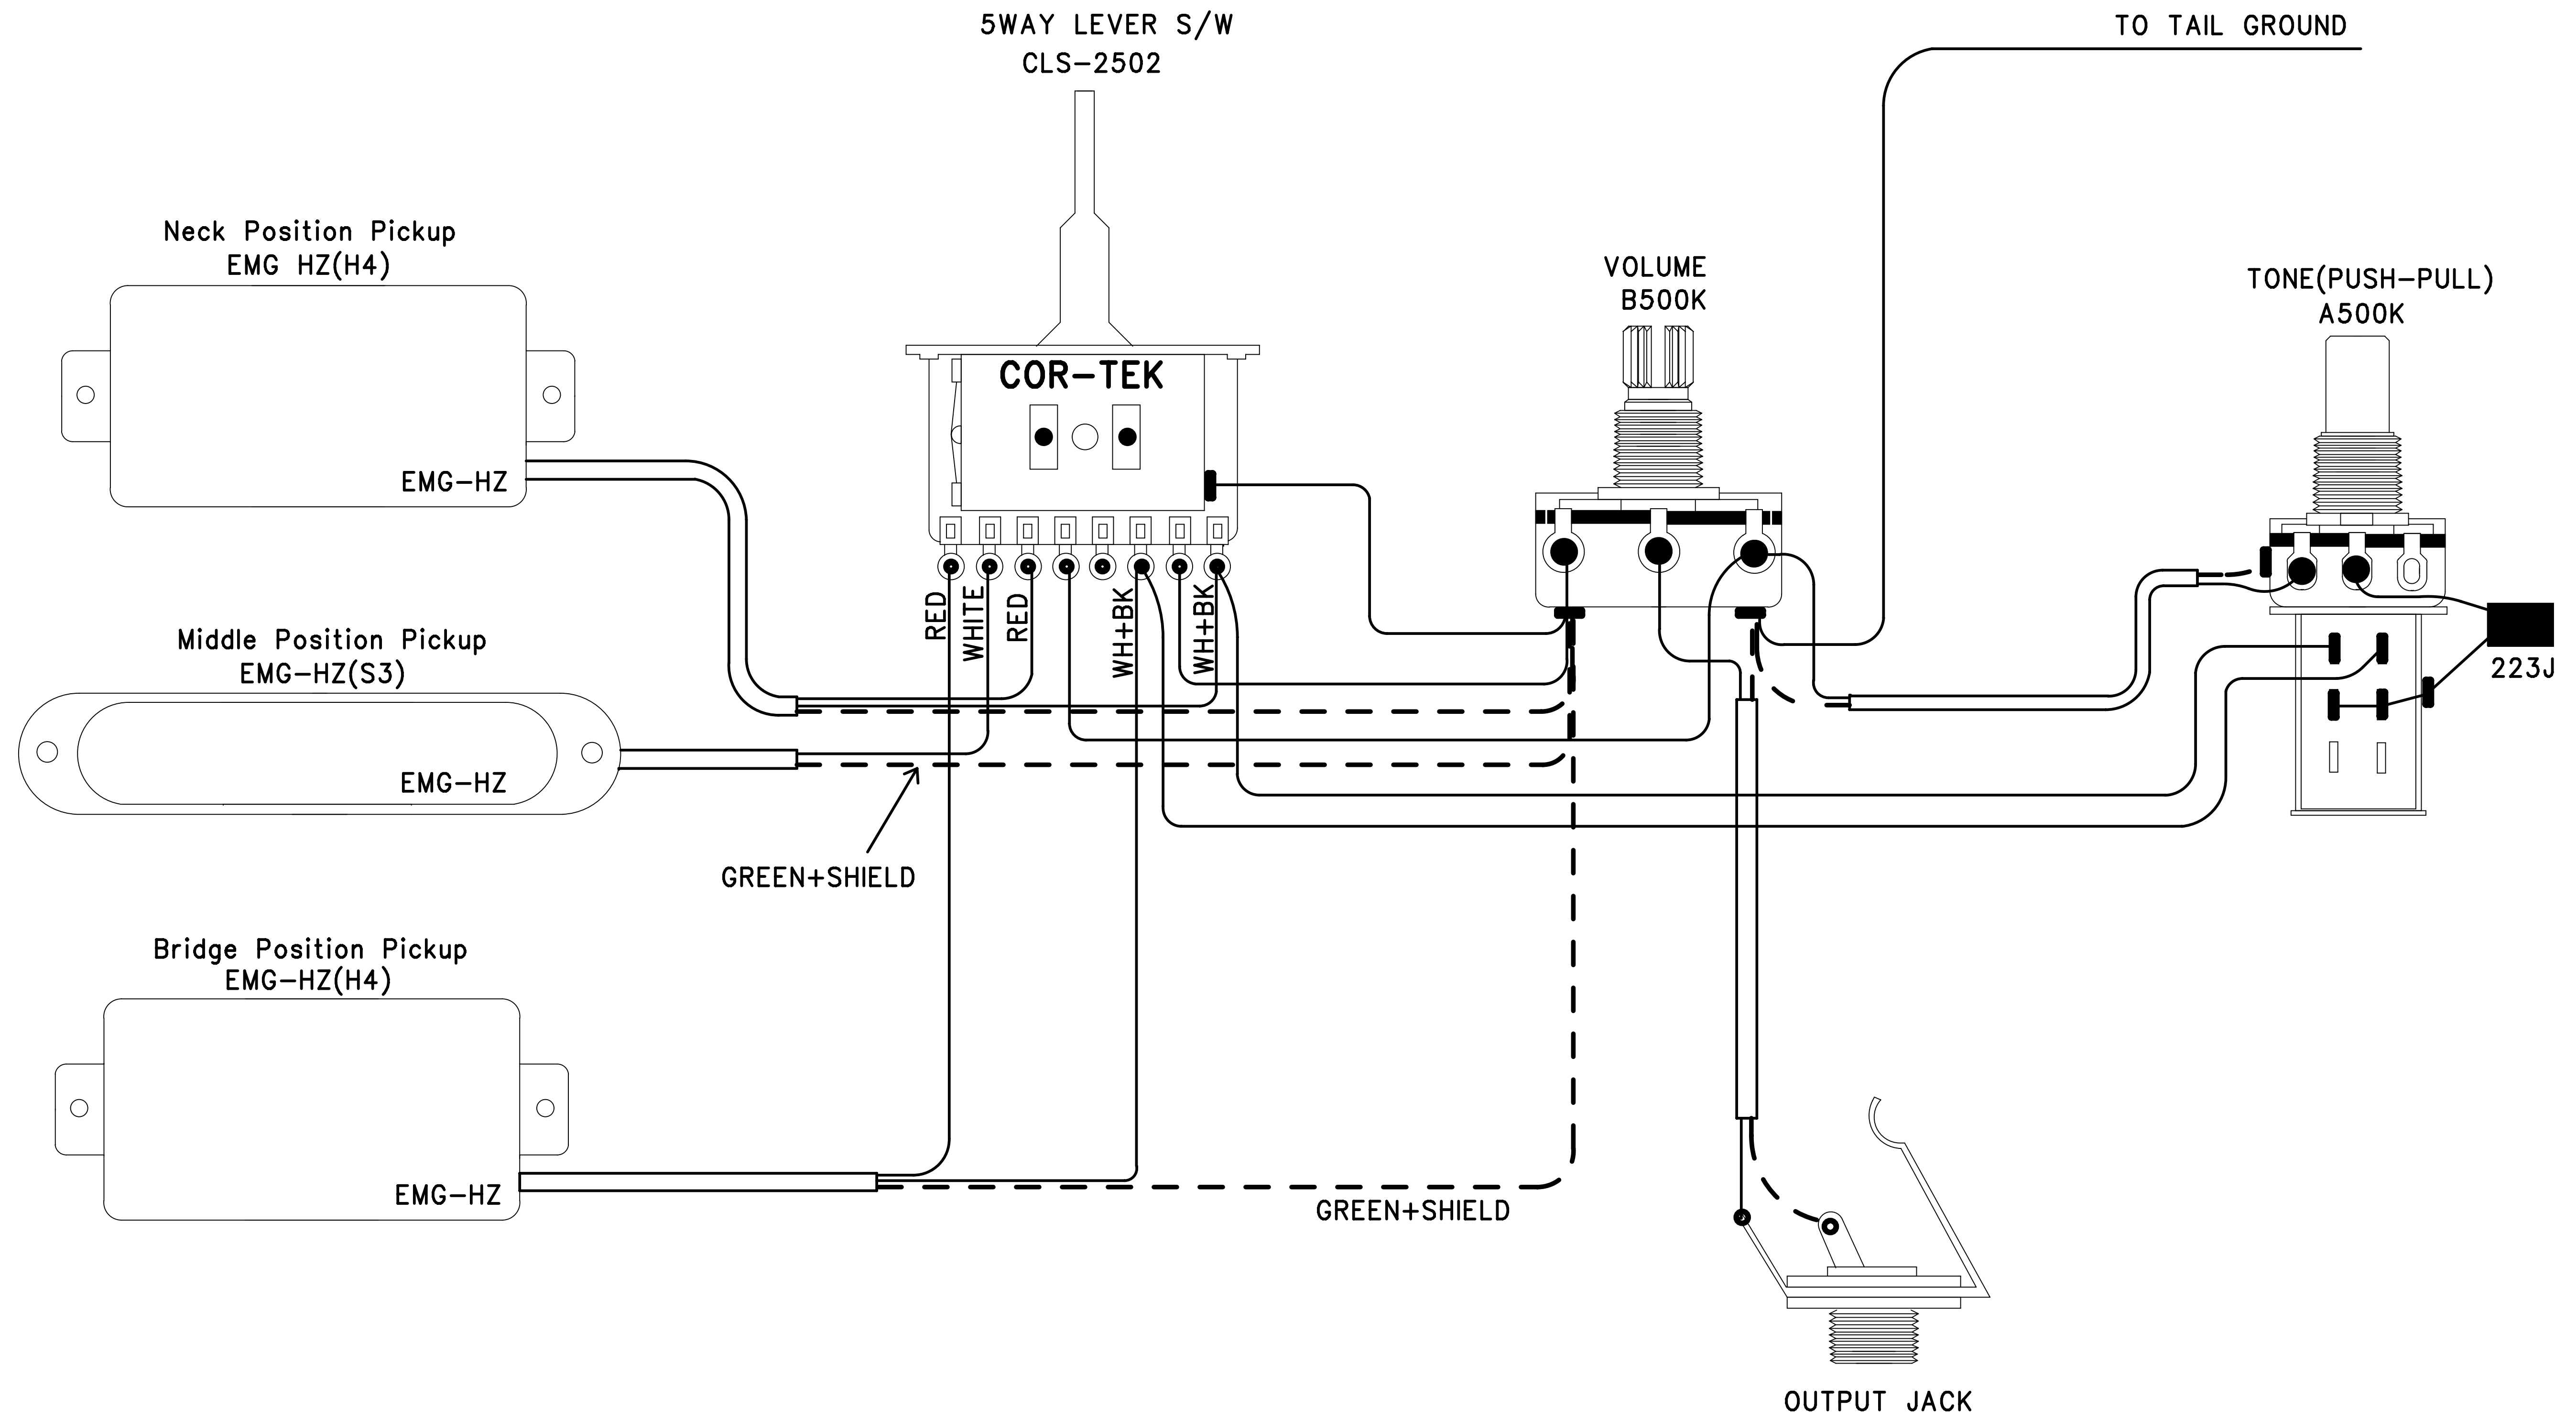 5WAY LEVER S/W
CLS-2502
TO TAIL GROUND
Neck Position Pickup
EMG HZ(H4)
EMG-HZ
COR-TEK
VOLUME
B500K
TONE(PUSH-PULL)
A500K
223J
RED
WHITE
RED
WH+BK
WH+BK
Middle Position Pickup
EMG-HZ(S3)
EMG-HZ
GREEN+SHIELD
Bridge Position Pickup
EMG-HZ(H4)
EMG-HZ
GREEN+SHIELD
OUTPUT JACK